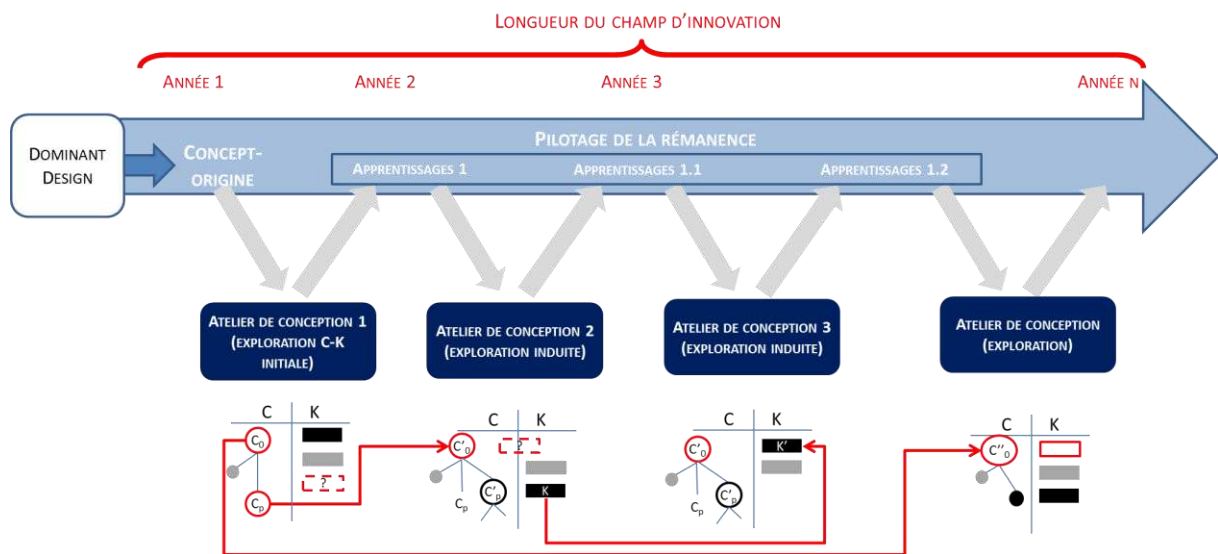 LONGUEUR DU CHAMP D’INNOVATION
ANNÉE 1
ANNÉE 2
ANNÉE 3
ANNÉE N
DOMINANT
DESIGN
CONCEPT-
ORIGINE
PILOTAGE DE LA RÉMANENCE
APPRENTISSAGES 1
APPRENTISSAGES 1.1
APPRENTISSAGES 1.2
ATELIER DE CONCEPTION 1
(EXPLORATION C-K
INITIALE)
ATELIER DE CONCEPTION 2
(EXPLORATION INDUITE)
ATELIER DE CONCEPTION 3
(EXPLORATION INDUITE)
ATELIER DE CONCEPTION
(EXPLORATION)
C K
C0
?
Cp
C K
C'0
?
Cp
C'p
K
C K
C'0
K'
Cp
C'p
C K
C''0